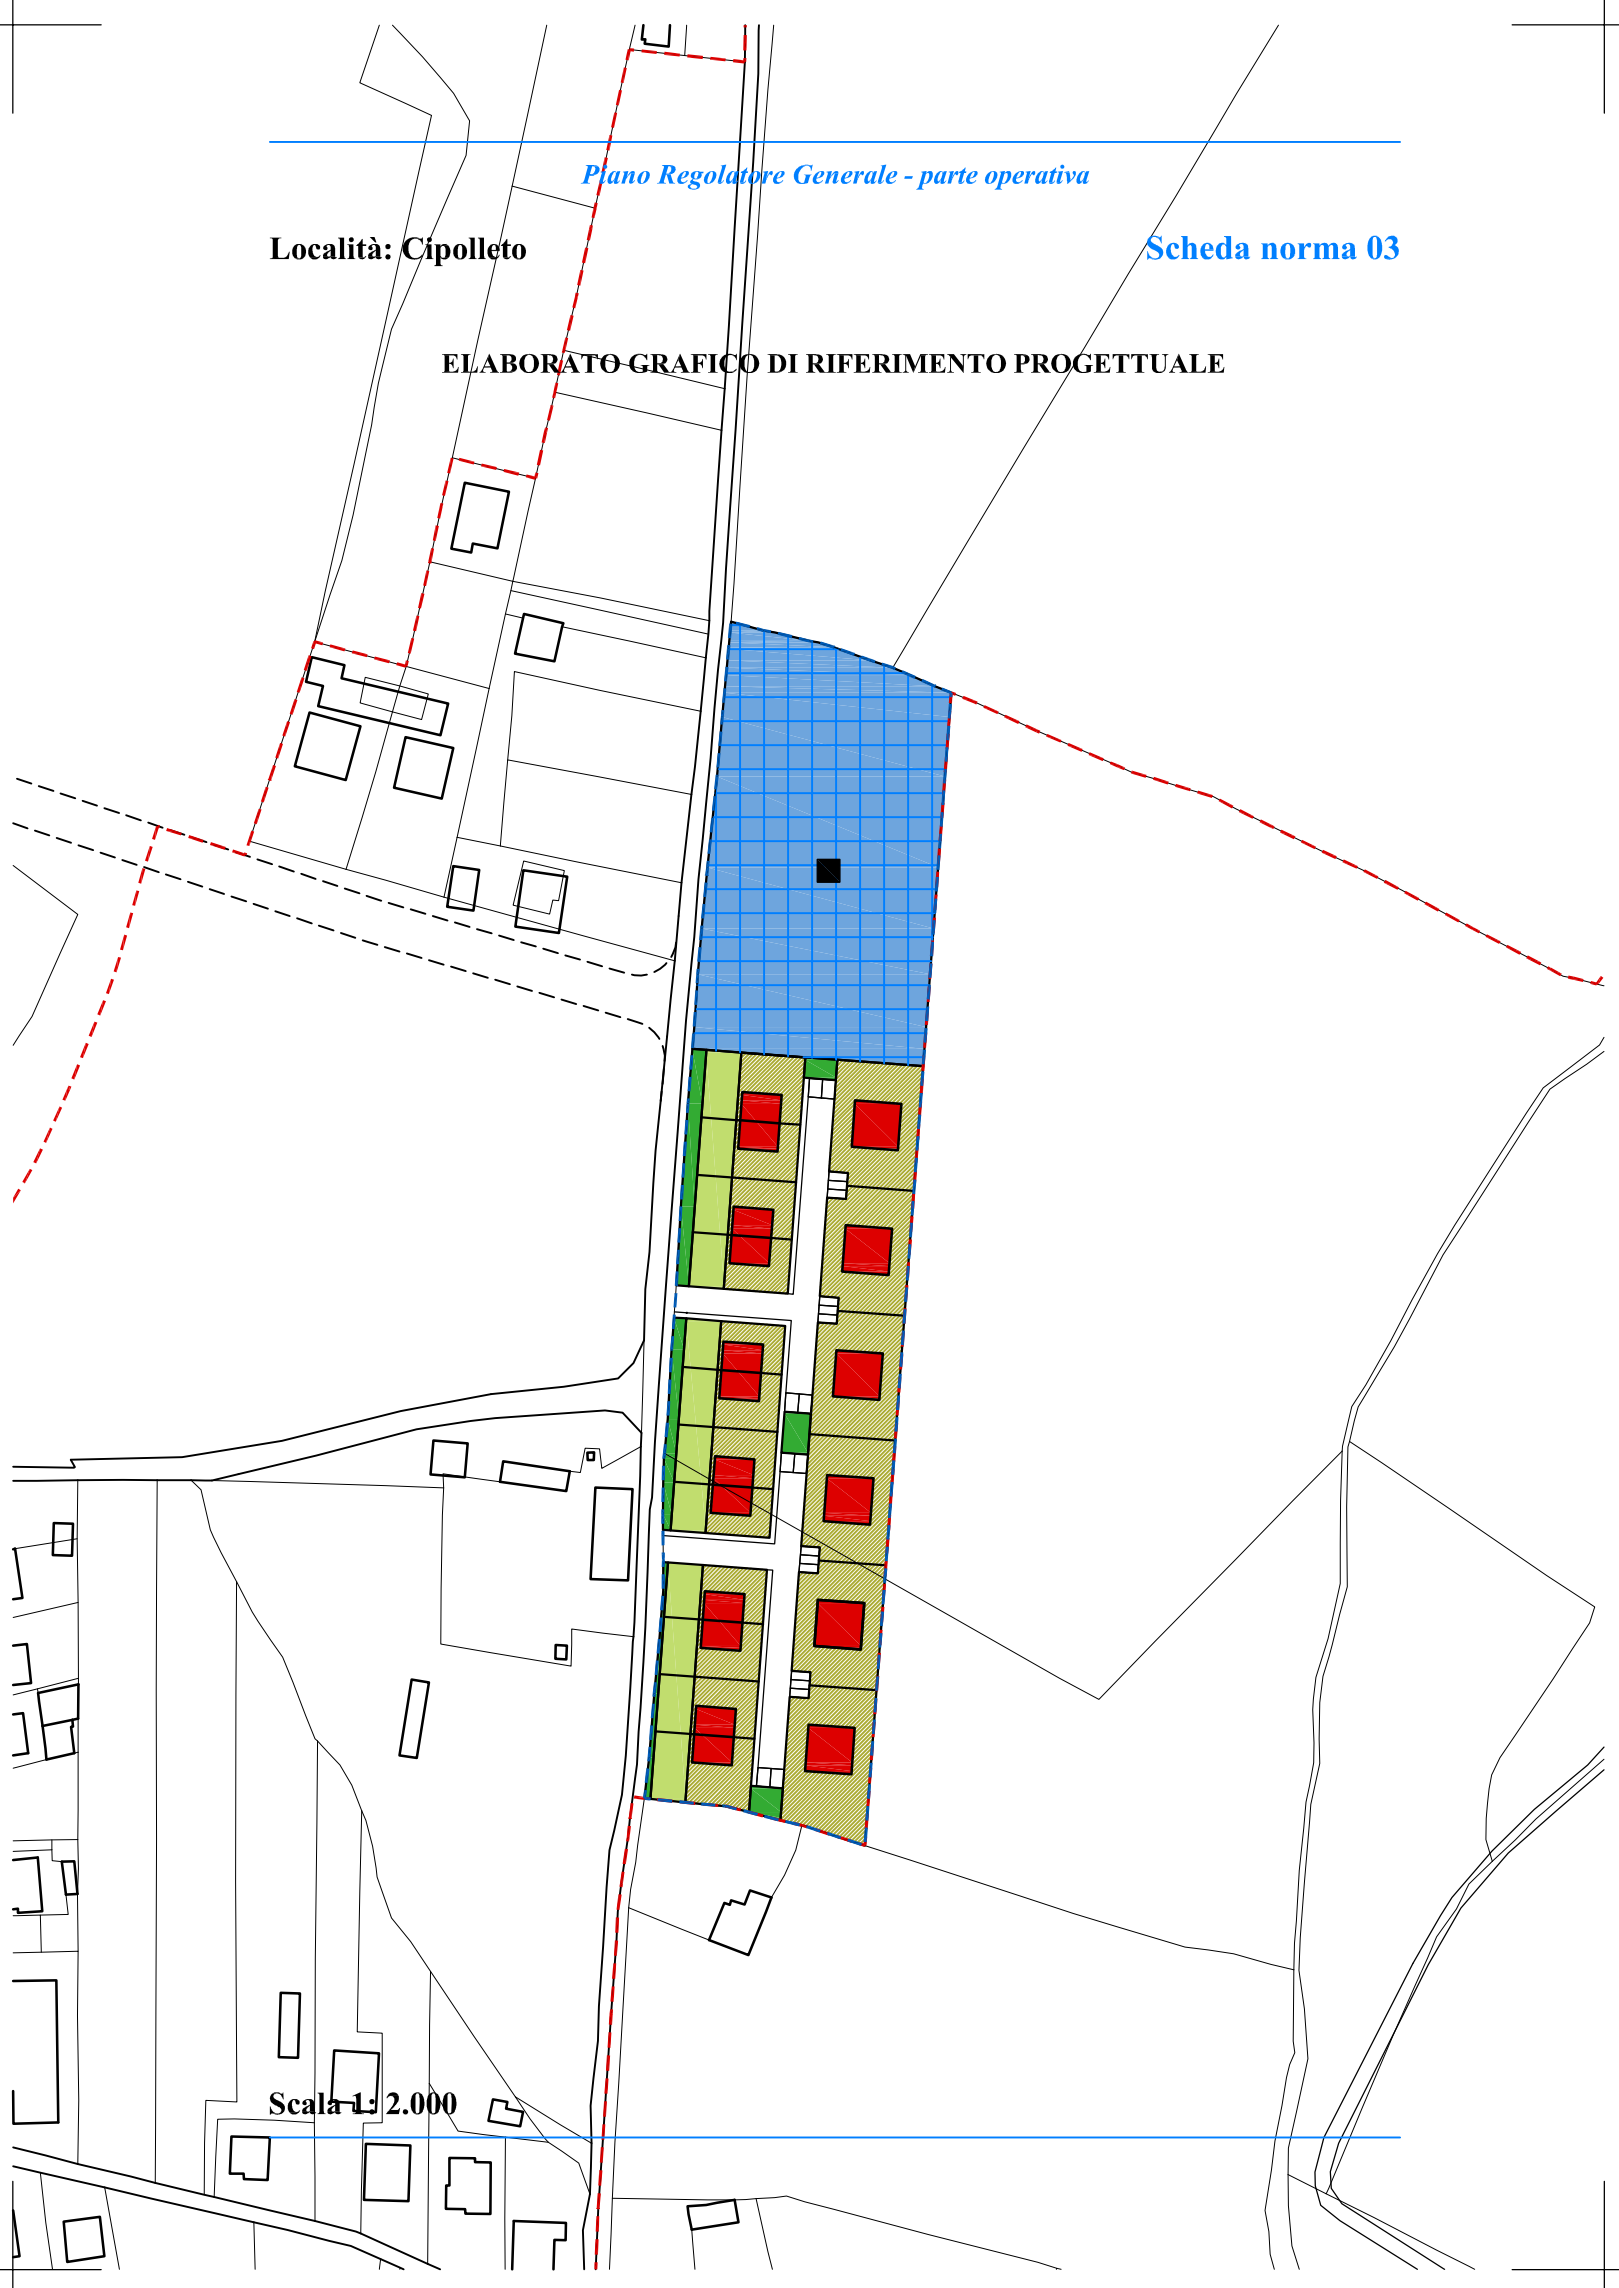 Piano Regolatore Generale - parte operativa
Località: Cipolleto
Scheda norma 03
ELABORATO GRAFICO DI RIFERIMENTO PROGETTUALE
Scala 1: 2.000